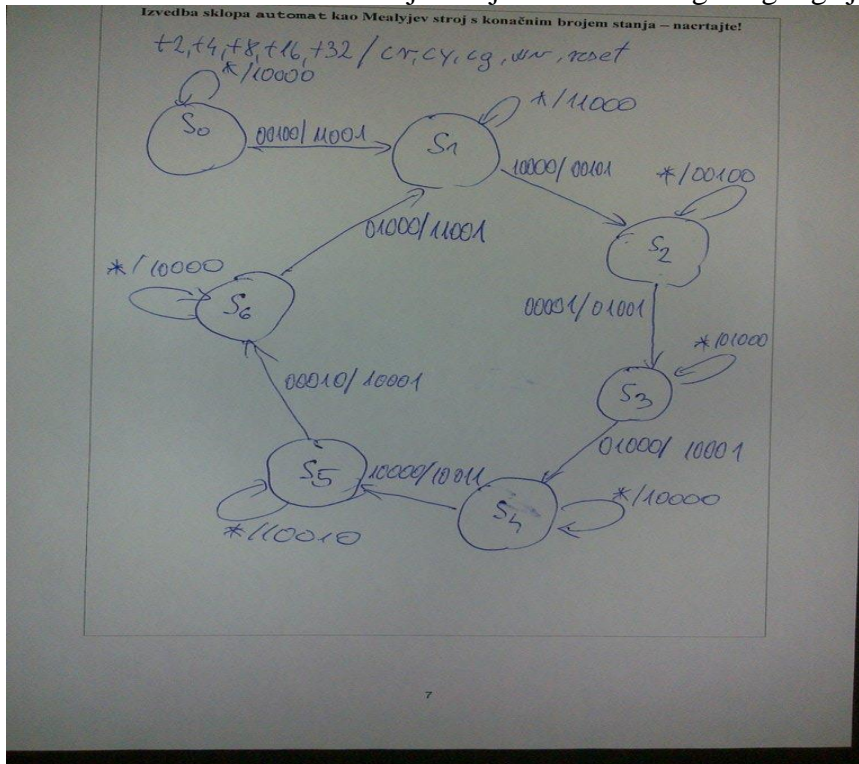 Izvedba sklopa automat kao Mealyjev stroj s konačnim brojem stanja – nacrtajte!
t2, t4, t8, t16, t32 / cr, cy, cg, wr, reset
*/10000
*/11000
S0
00100/11001
S1
10000/00101
*/00100
01000/11001
S2
*/10000
S6
00001/01001
*/01000
S3
00010/10001
01000/10001
S5
10000/10011
*/10000
S4
*/10010
7